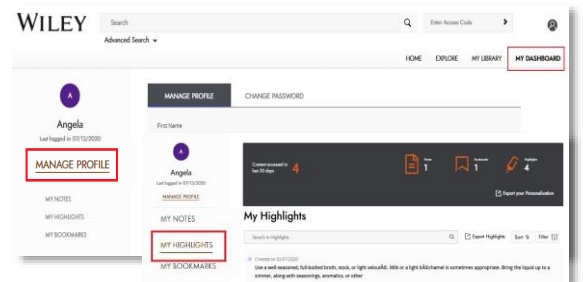 WILEY
Search
Enter Access Code
Advanced Search
HOME EXPLORE MY LIBRARY MY DASHBOARD
A
Angela
Last logged in 07/13/2020
MANAGE PROFILE
MY NOTES
MY HIGHLIGHTS
MY BOOKMARKS
MANAGE PROFILE CHANGE PASSWORD
First Name
A
Angela
Last logged in 07/13/2020
MANAGE PROFILE
MY NOTES
MY HIGHLIGHTS
MY BOOKMARKS
Content accessed in
last 30 days
4
Notes
1
Bookmarks
1
Highlights
4
Export your Personalization
My Highlights
Search in Highlights
Export Highlights Sort Filter
Created on 02/07/2020
Use a well-seasoned, full-bodied broth, stock, or light veloutÃ©. Milk or a light bÃ©chamel is sometimes appropriate. Bring the liquid up to a
simmer, along with seasonings, aromatics, or other